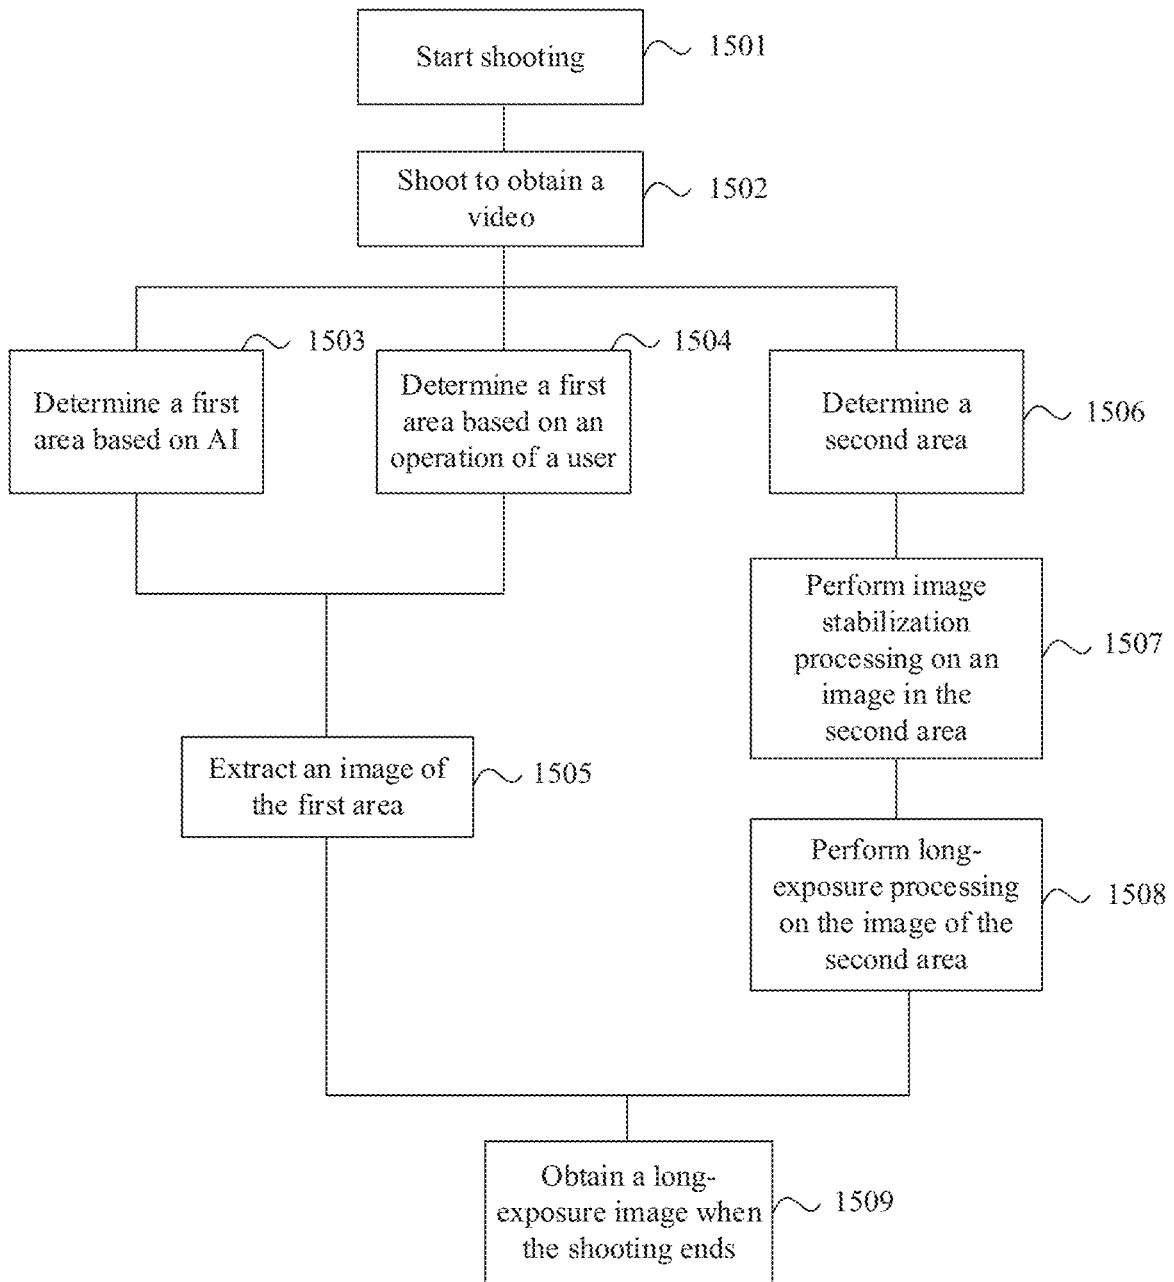 Start shooting
1501
Shoot to obtain a
video
1502
1503
Determine a first
area based on AI
1504
Determine a first
area based on an
operation of a user
Determine a
second area
1506
Perform image
stabilization
processing on an
image in the
second area
1507
Extract an image of
the first area
1505
Perform long-
exposure processing
on the image of the
second area
1508
Obtain a long-
exposure image when
the shooting ends
1509